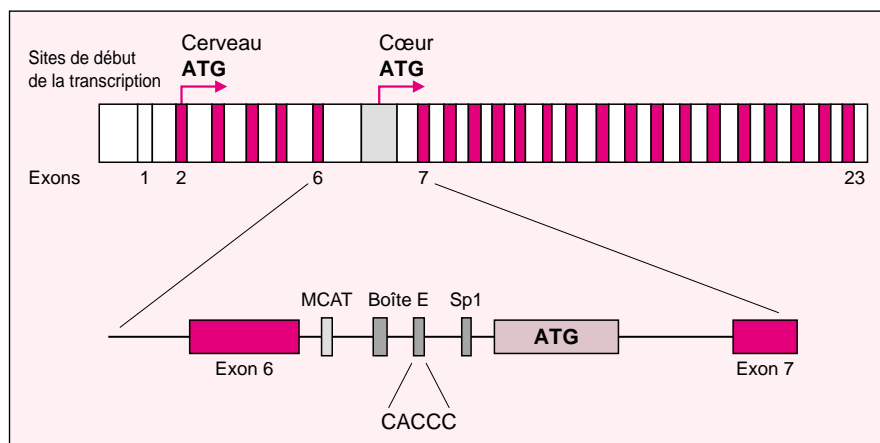 Sites de début
de la transcription
Cerveau
ATG
Cœur
ATG
Exons 1 2 6 7 23
MCAT Boîte E Sp1
ATG
Exon 6 Exon 7
CACCC